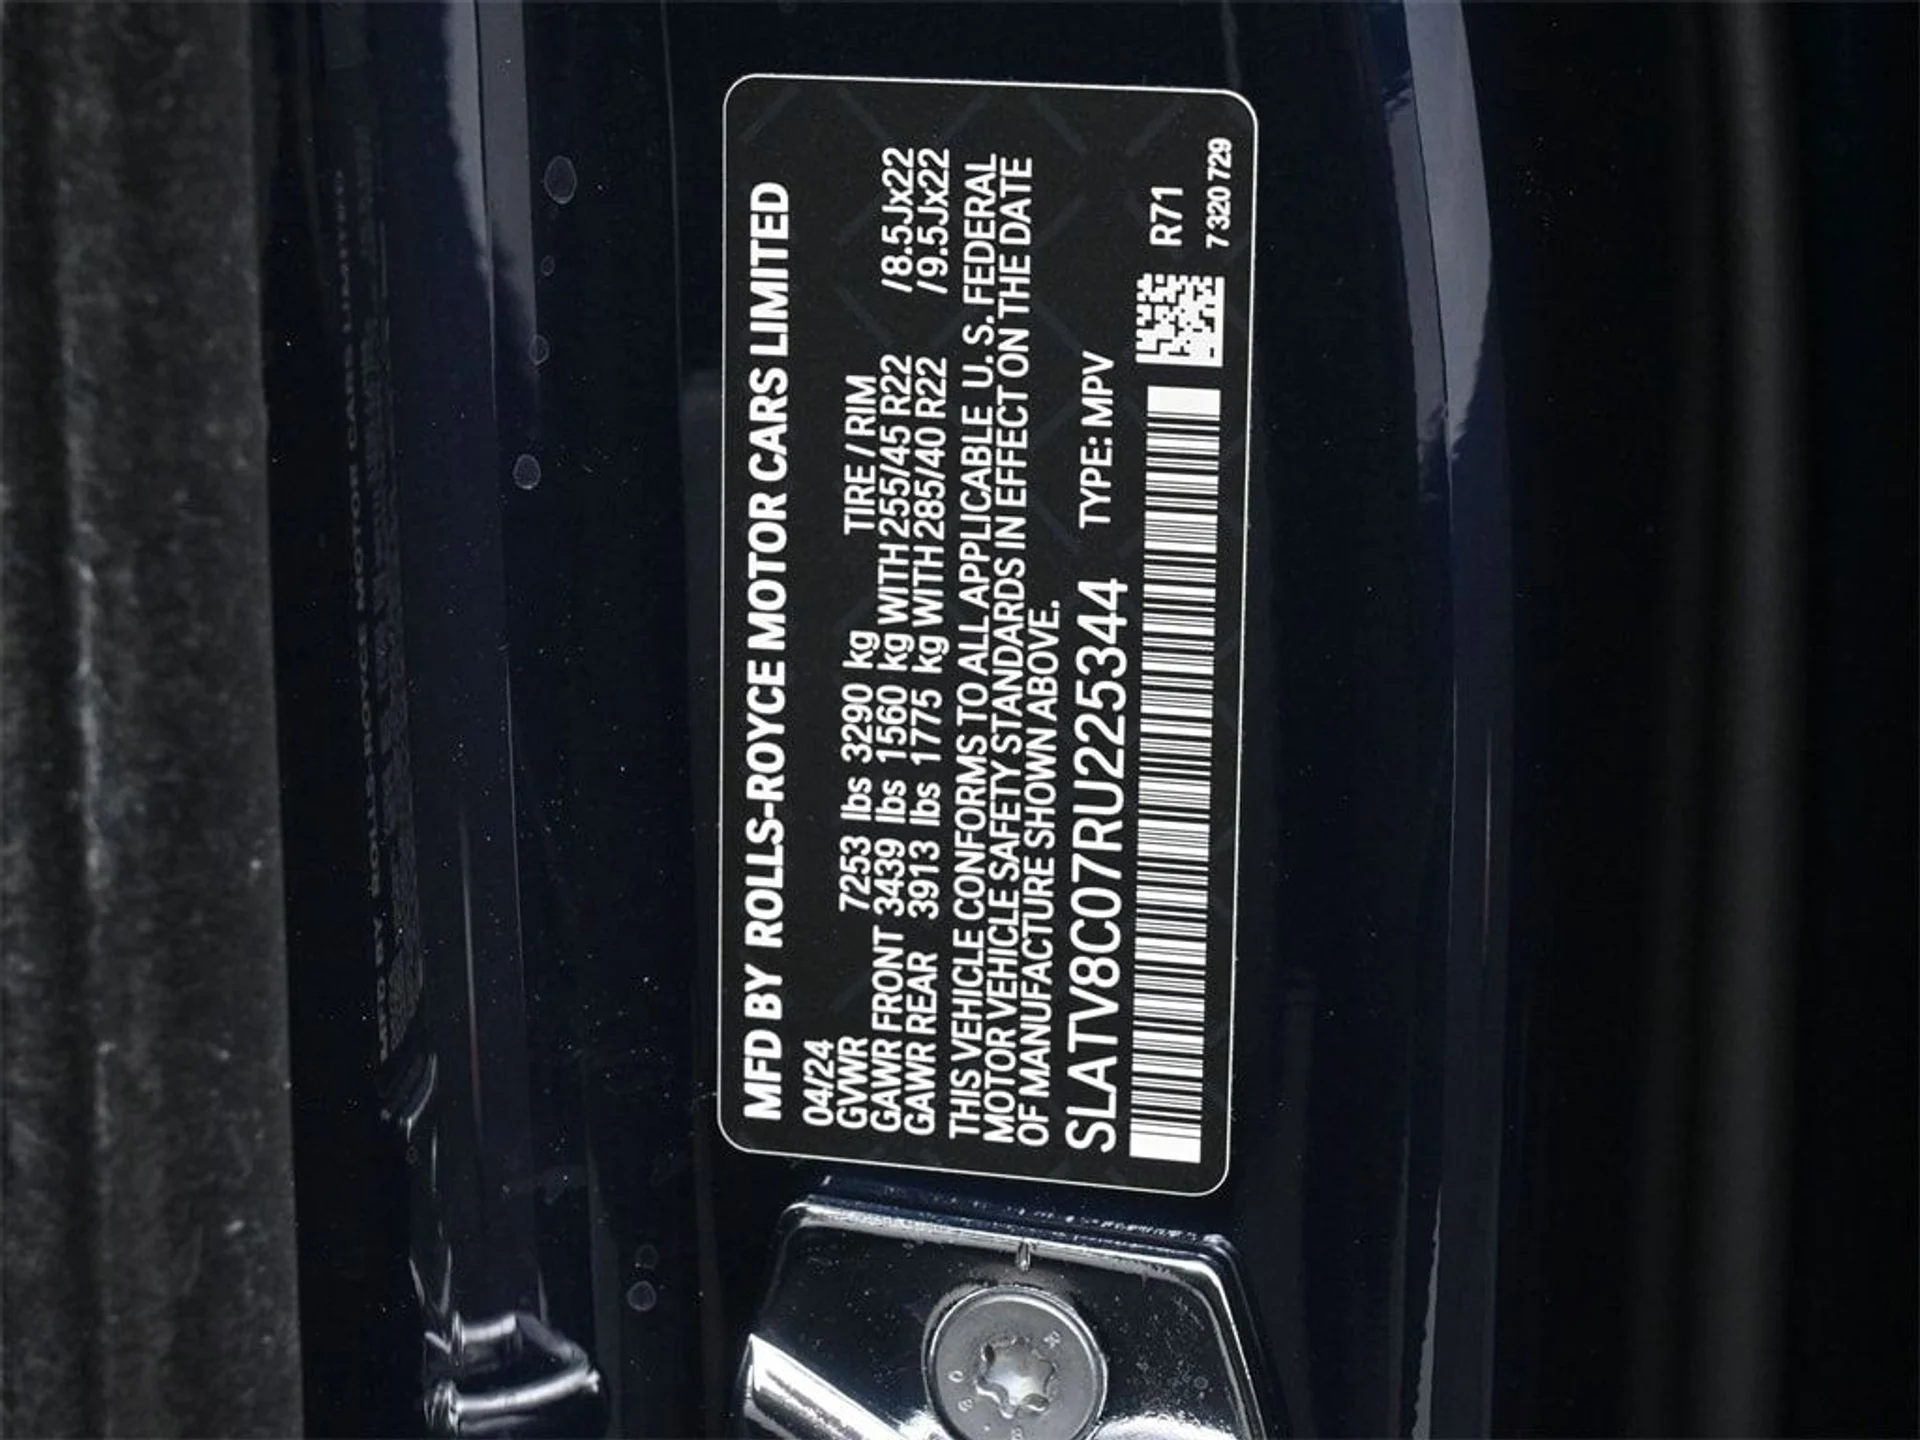 MFD BY ROLLS-ROYCE MOTOR CARS LIMITED
04/24
GVWR 7253 lbs 3290 kg TIRE / RIM
GAWR FRONT 3439 lbs 1560 kg WITH 255/45 R22 / 8.5Jx22
GAWR REAR 3913 lbs 1775 kg WITH 285/40 R22 / 9.5Jx22
THIS VEHICLE CONFORMS TO ALL APPLICABLE U. S. FEDERAL
MOTOR VEHICLE SAFETY STANDARDS IN EFFECT ON THE DATE
OF MANUFACTURE SHOWN ABOVE.
SLATV8C07RU225344 TYPE: MPV
R71
7 320 729